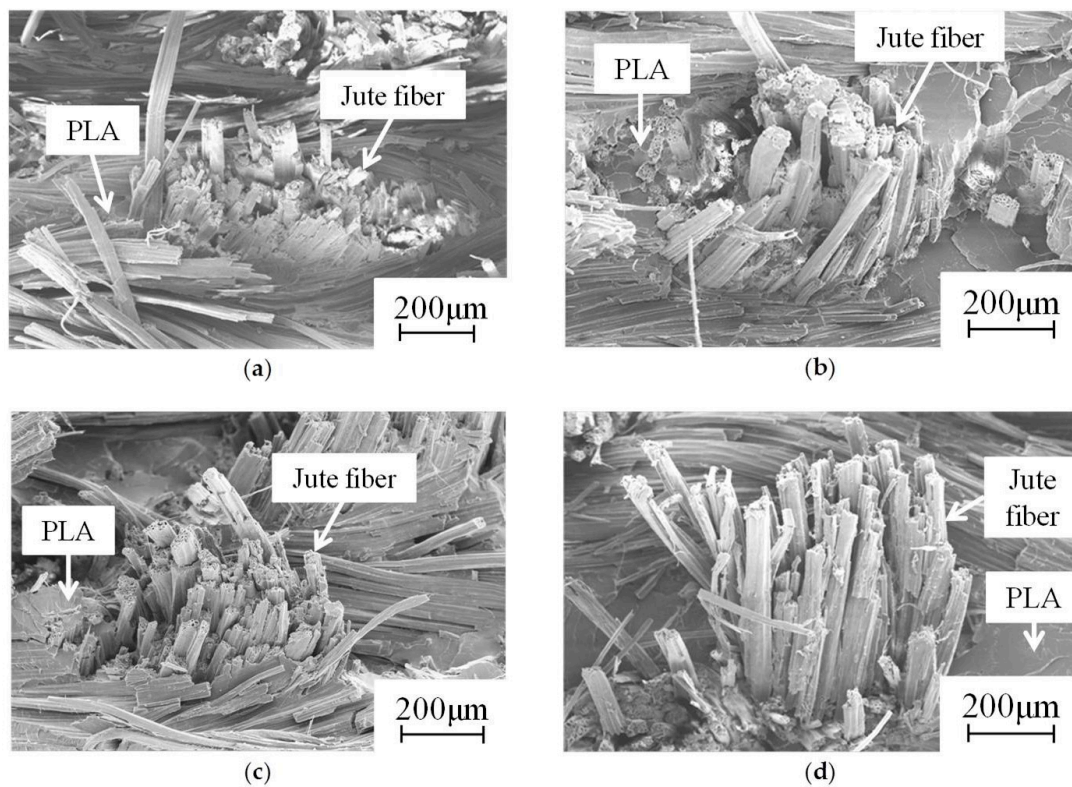 PLA
Jute fiber
200μm
(a)
PLA
Jute fiber
200μm
(b)
PLA
Jute fiber
200μm
(c)
Jute
fiber
PLA
200μm
(d)